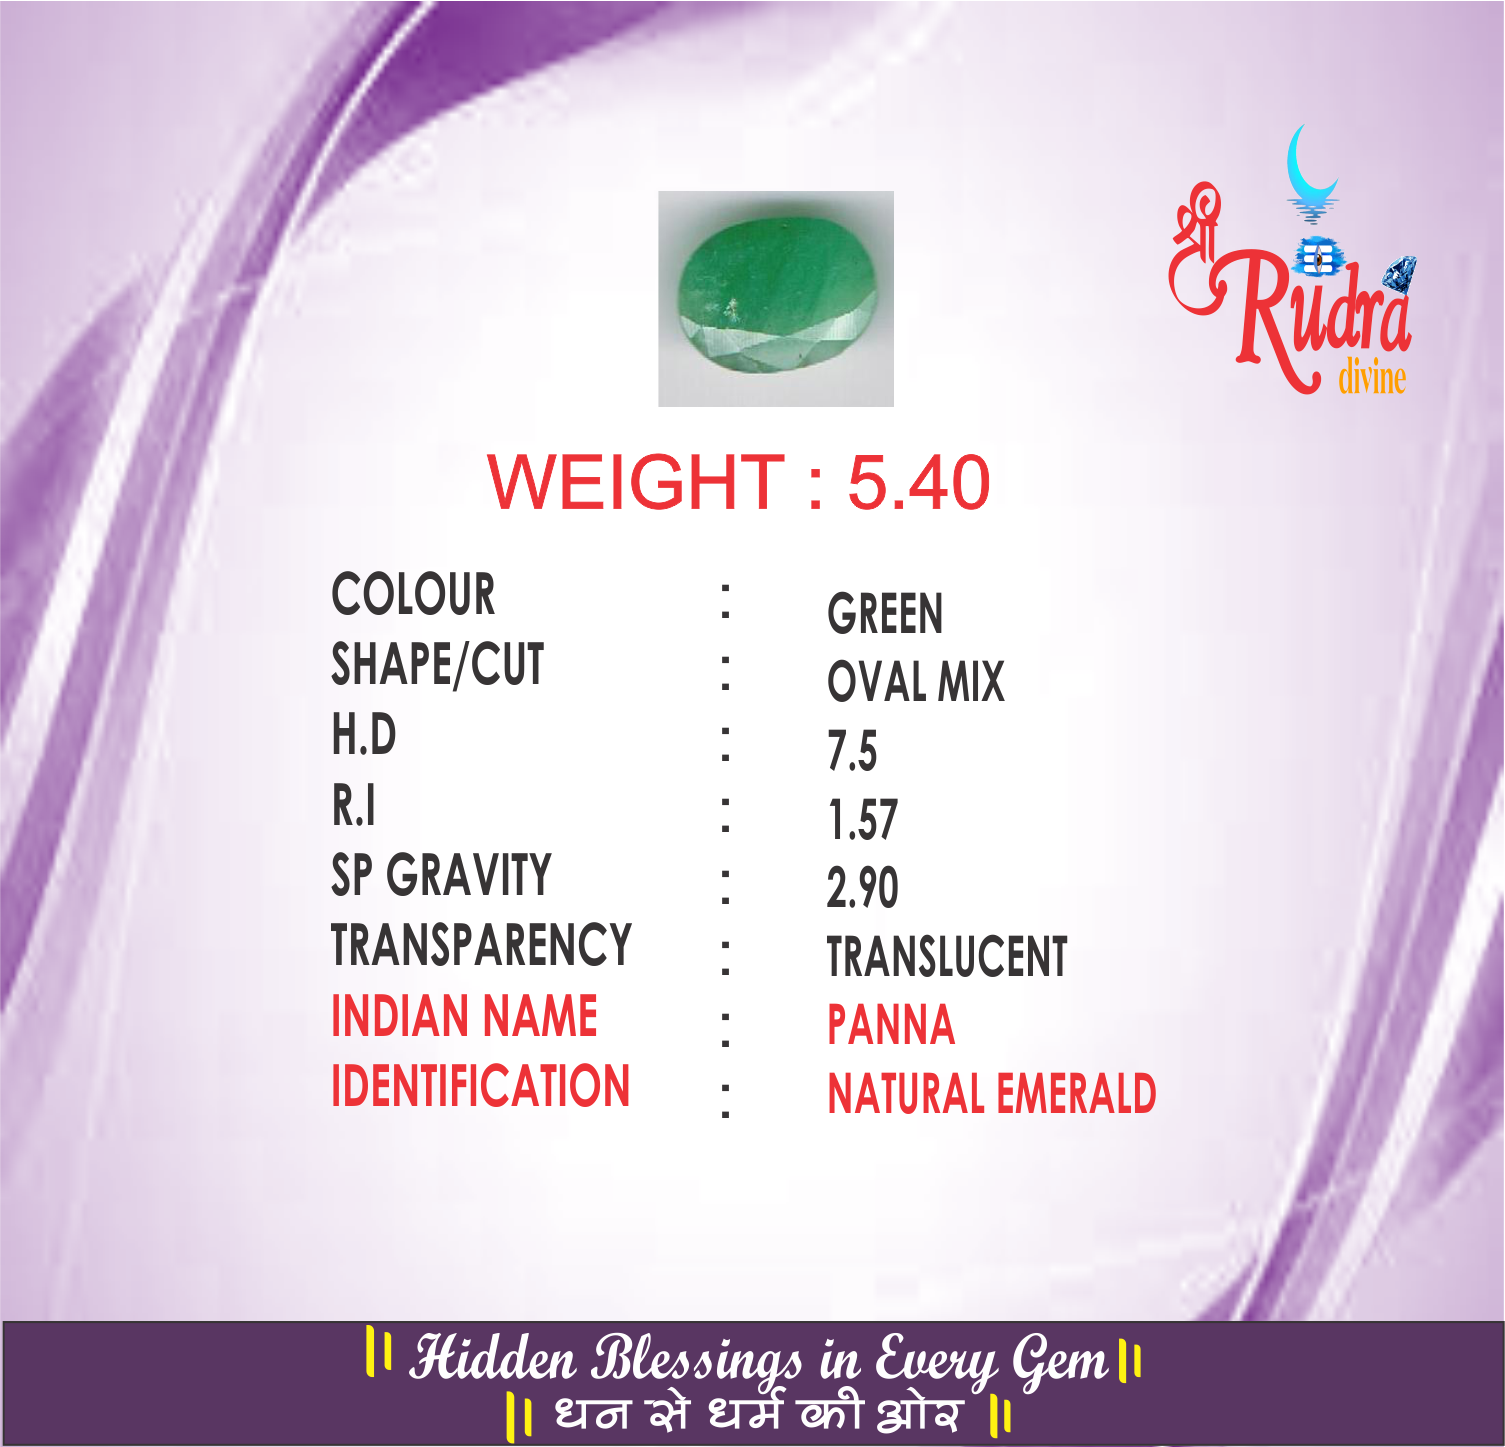 श्री
Rudra
divine
WEIGHT : 5.40
COLOUR : GREEN
SHAPE/CUT : OVAL MIX
H.D : 7.5
R.I : 1.57
SP GRAVITY : 2.90
TRANSPARENCY : TRANSLUCENT
INDIAN NAME : PANNA
IDENTIFICATION : NATURAL EMERALD
|| Hidden Blessings in Every Gem ||
|| धन से धर्म की ओर ||